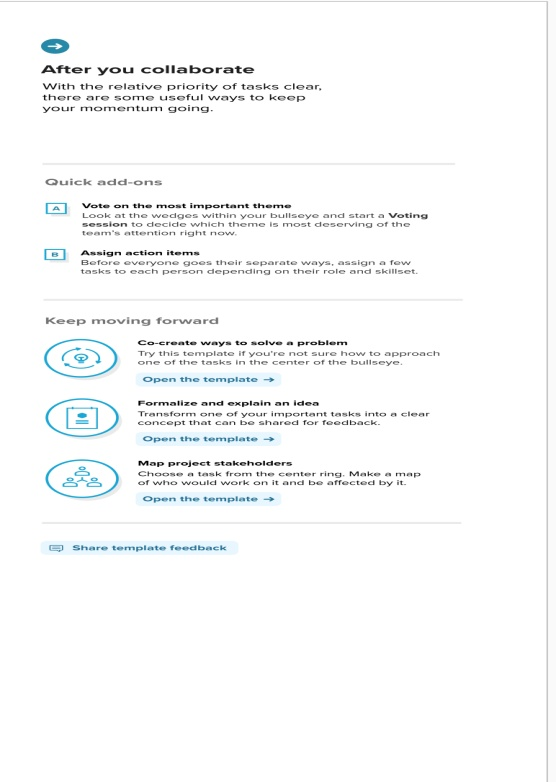 After you collaborate
With the relative priority of tasks clear,
there are some useful ways to keep
your momentum going.
Quick add-ons
A
Vote on the most important theme
Look at the wedges within your bullseye and start a Voting
session to decide which theme is most deserving of the
team's attention right now.
B
Assign action items
Before everyone goes their separate ways, assign a few
tasks to each person depending on their role and skillset.
Keep moving forward
Co-create ways to solve a problem
Try this template if you're not sure how to approach
one of the tasks in the center of the bullseye.
Open the template →
Formalize and explain an idea
Transform one of your important tasks into a clear
concept that can be shared for feedback.
Open the template →
Map project stakeholders
Choose a task from the center ring. Make a map
of who would work on it and be affected by it.
Open the template →
Share template feedback